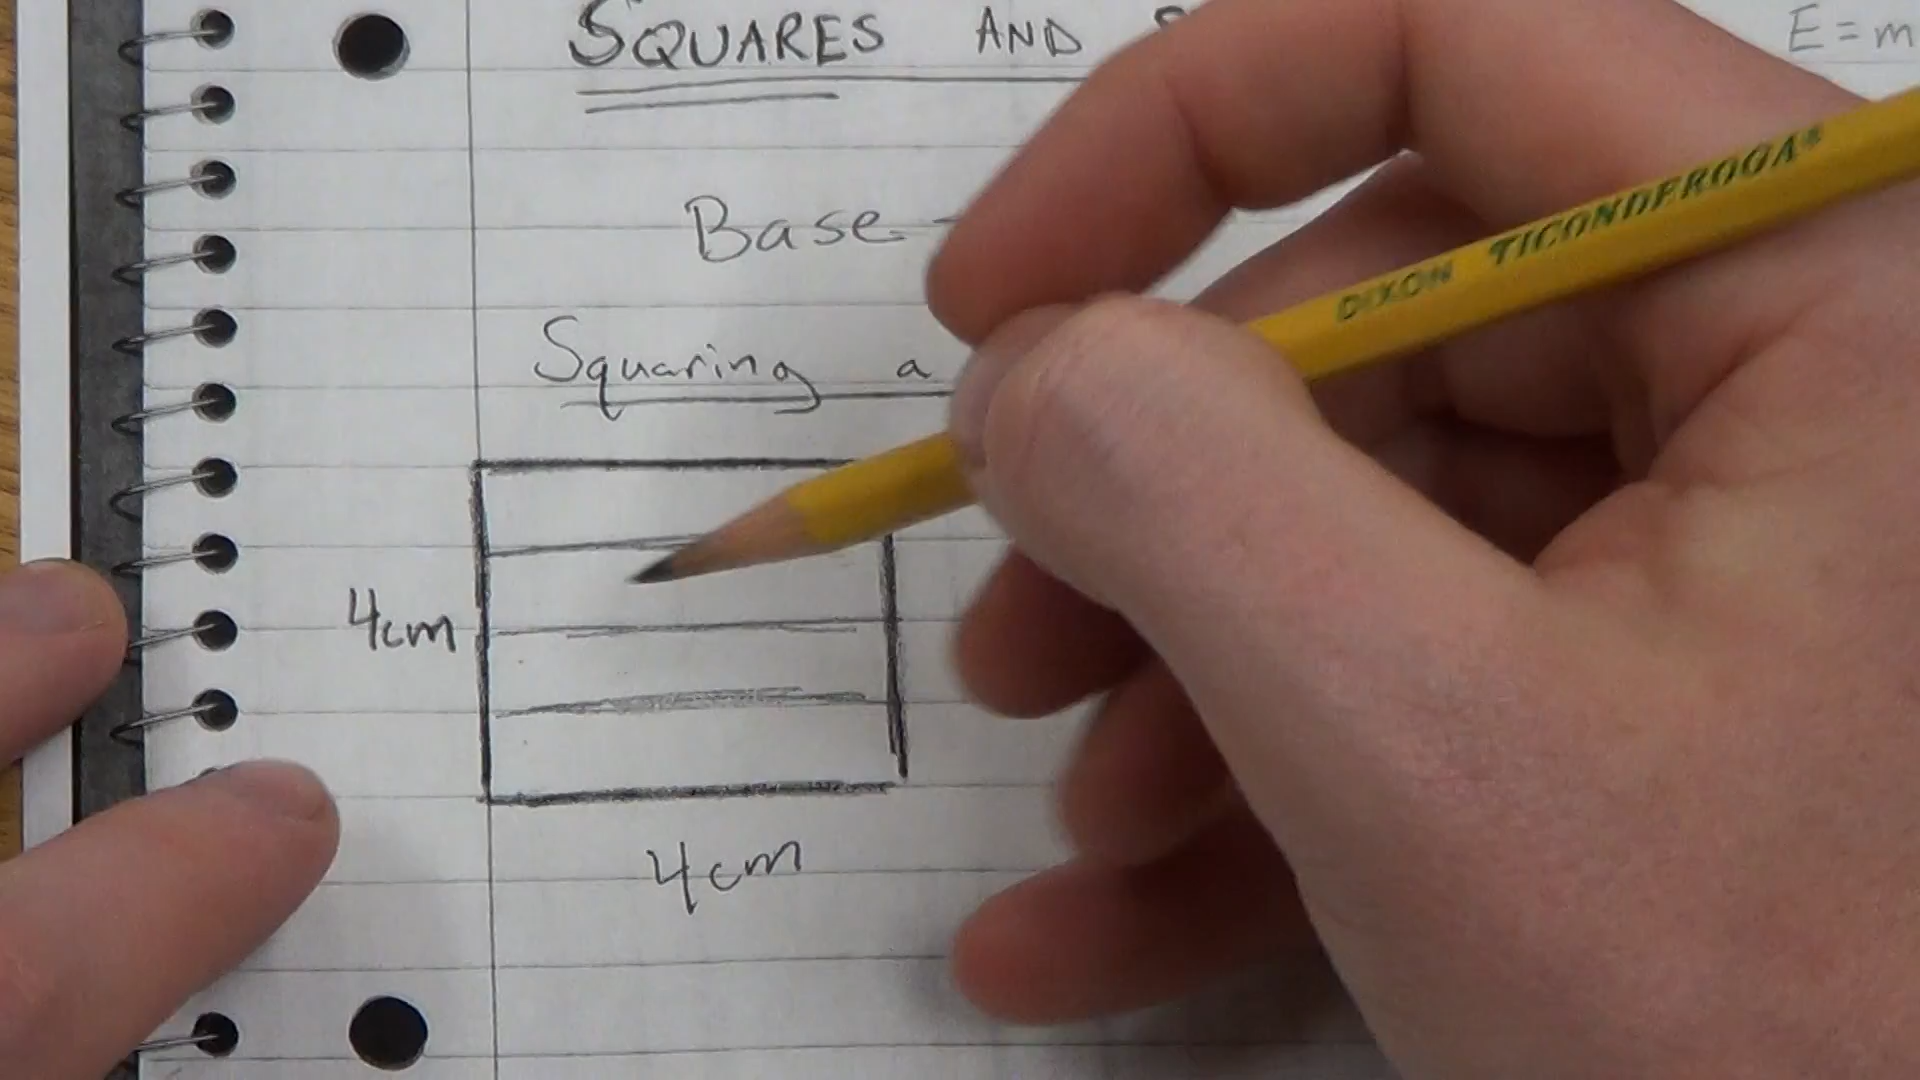 SQUARES AND
E=m
Base
Squaring a
4cm
4cm
DIXON TICONDEROGA®